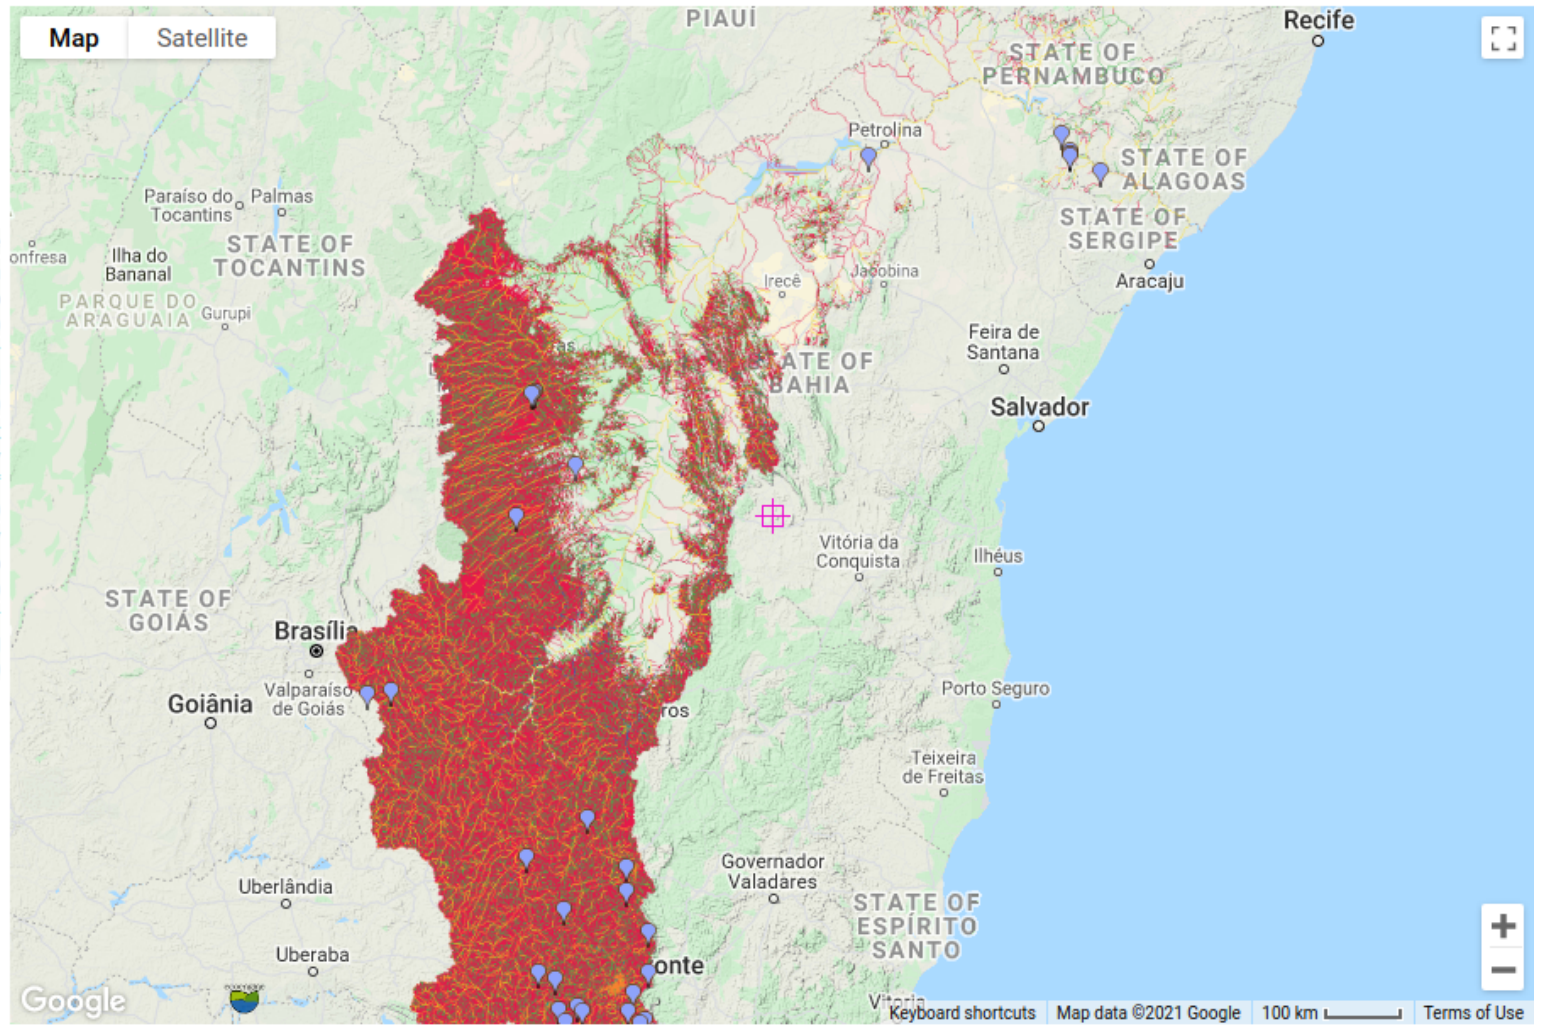 Map
Satellite
PIAUÍ
Recife
STATE OF
PERNAMBUCO
Petrolina
STATE OF
ALAGOAS
Paraíso do
Tocantins
Palmas
STATE OF
SERGIPE
STATE OF
TOCANTINS
onfresa
Ilha do
Bananal
Jacobina
Irecê
Aracaju
PARQUE DO
ARAGUAIA
Gurupi
Feira de
Santana
as
TATE OF
BAHIA
Salvador
Vitória da
Conquista
Ilhéus
STATE OF
GOIÁS
Brasília
Valparaíso
de Goiás
Porto Seguro
Goiânia
ros
Teixeira
de Freitas
Governador
Valadares
Uberlândia
STATE OF
ESPÍRITO
SANTO
Uberaba
onte
Google
Vitoria
Keyboard shortcuts
Map data ©2021 Google
100 km
Terms of Use